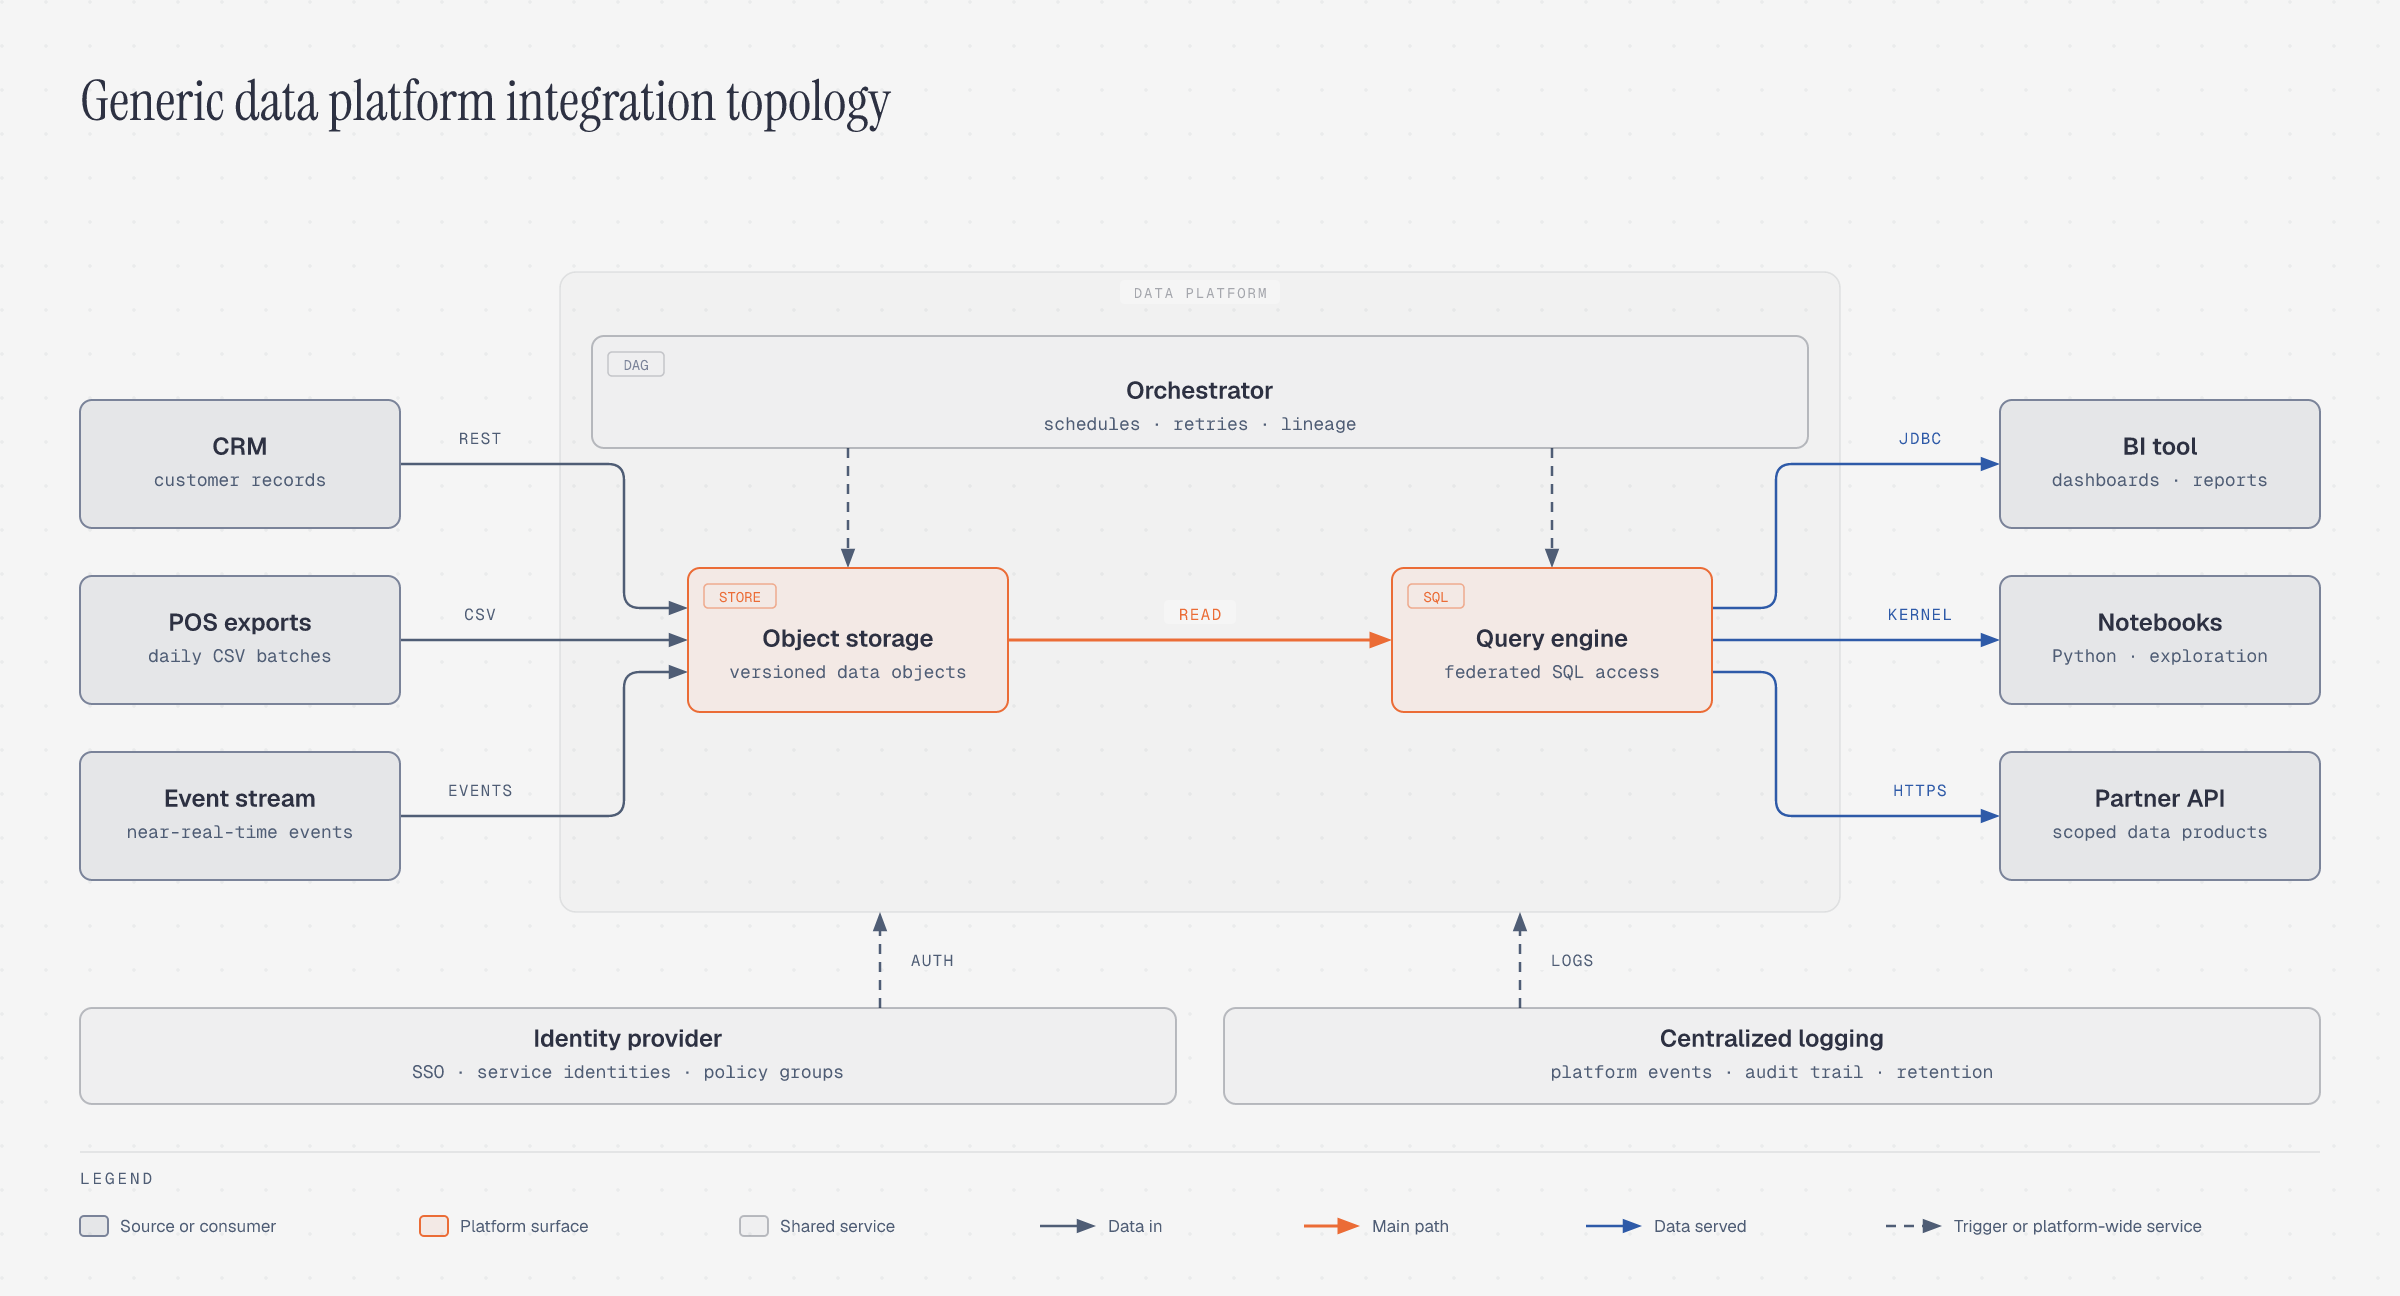 Generic data platform integration topology
DATA PLATFORM
DAG
Orchestrator
schedules · retries · lineage
CRM
customer records
REST
POS exports
daily CSV batches
CSV
Event stream
near-real-time events
EVENTS
STORE
Object storage
versioned data objects
READ
SQL
Query engine
federated SQL access
JDBC
BI tool
dashboards · reports
KERNEL
Notebooks
Python · exploration
HTTPS
Partner API
scoped data products
AUTH
LOGS
Identity provider
SSO · service identities · policy groups
Centralized logging
platform events · audit trail · retention
LEGEND
Source or consumer
Platform surface
Shared service
Data in
Main path
Data served
Trigger or platform-wide service